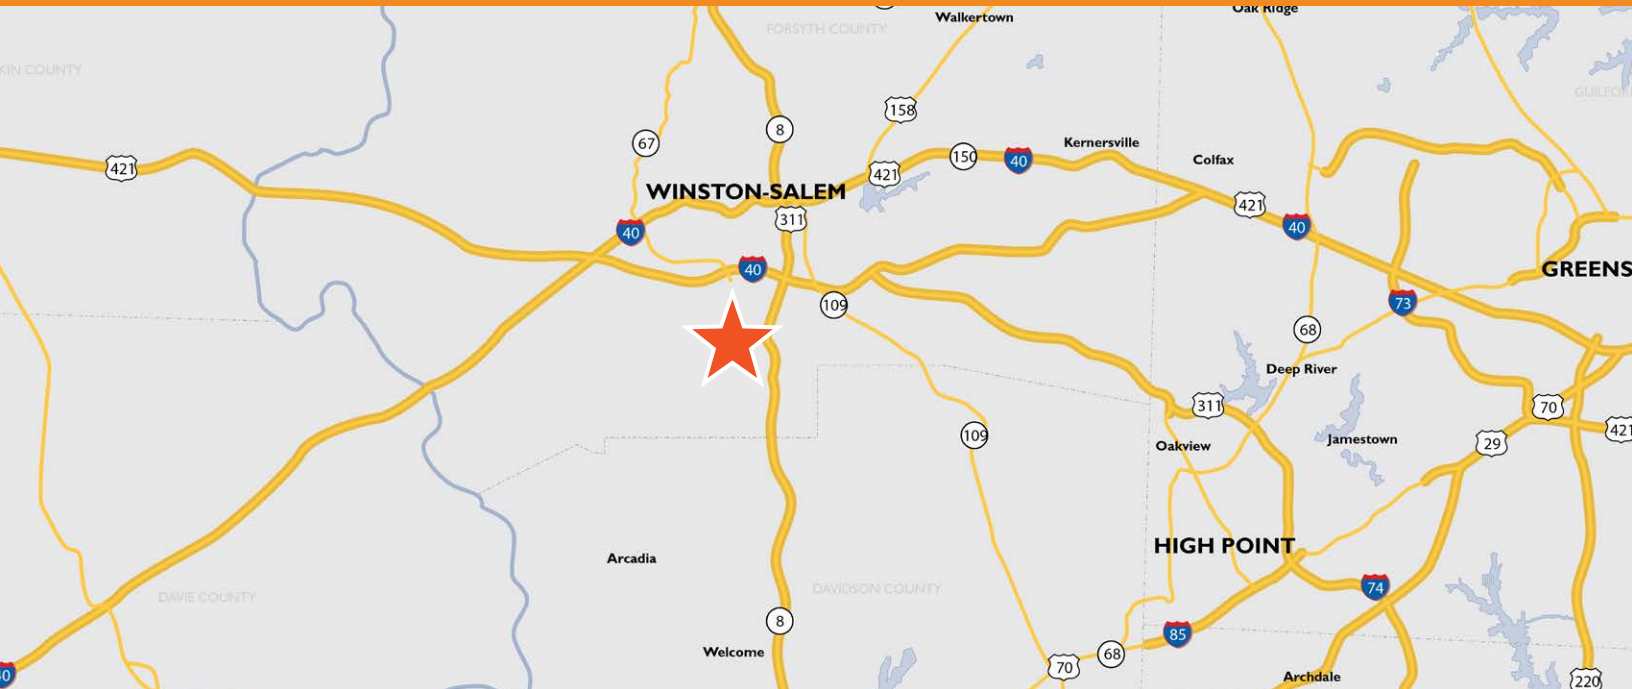 Walkertown
Oak Ridge
FORSYTH COUNTY
KIN COUNTY
GUILFO
158
421
67
8
Kernersville
150
40
Colfax
421
421
WINSTON-SALEM
311
40
40
421
40
GREENS
109
73
68
Deep River
311
70
421
109
Oakview
Jamestown
29
HIGH POINT
Arcadia
74
DAVIE COUNTY
DAVIDSON COUNTY
8
85
Welcome
68
70
40
Archdale
220